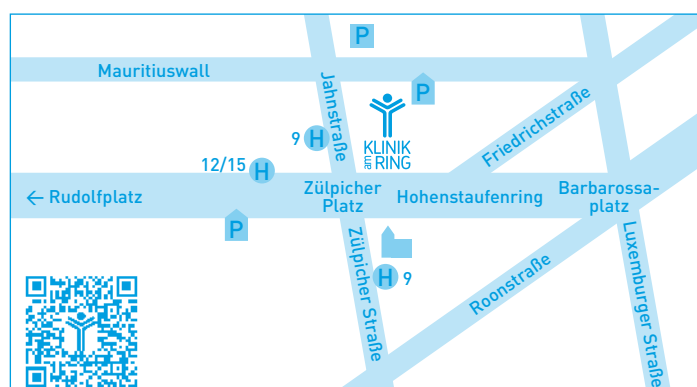 P
Mauritiuswall
P
Jahnstraße
Friedrichstraße
9 H
KLINIK
am RING
12/15 H
← Rudolfplatz
Zülpicher
Platz
Hohenstaufenring
Barbarossa-
platz
P
Zülpicher Straße
H 9
Roonstraße
Luxemburger Straße